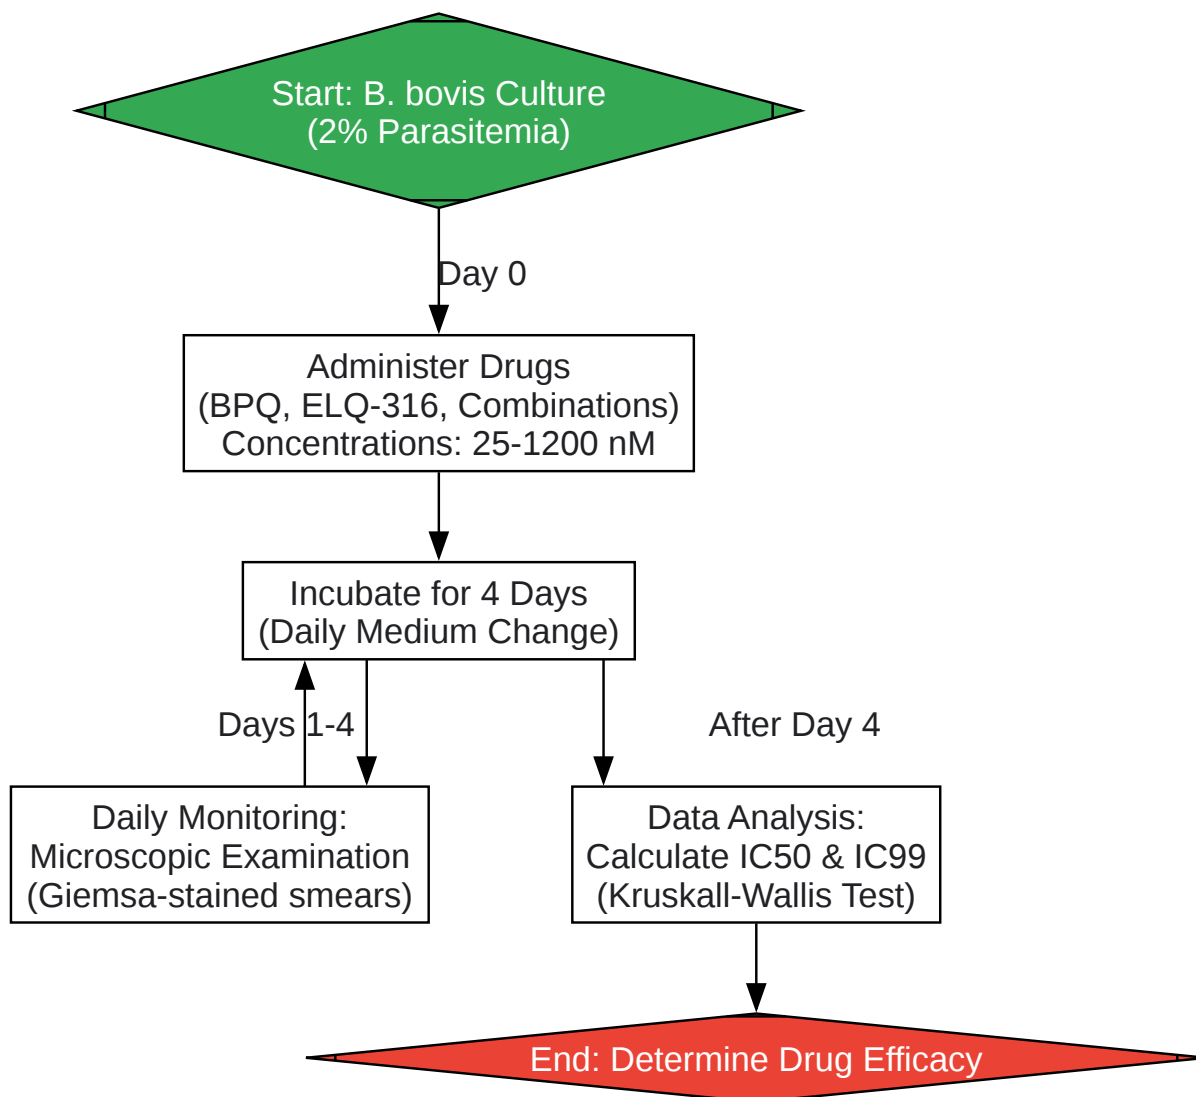 Start: B. bovis Culture
(2% Parasitemia)
Day 0
Administer Drugs
(BPQ, ELQ-316, Combinations)
Concentrations: 25-1200 nM
Incubate for 4 Days
(Daily Medium Change)
Days 1-4
After Day 4
Daily Monitoring:
Microscopic Examination
(Giemsa-stained smears)
Data Analysis:
Calculate IC50 & IC99
(Kruskall-Wallis Test)
End: Determine Drug Efficacy